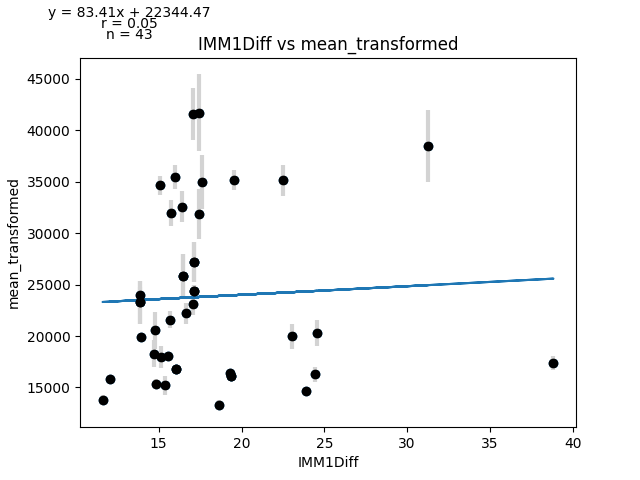 y = 83.41x + 22344.47
r = 0.05
n = 43
IMM1Diff vs mean_transformed
45000
40000
35000
30000
25000
20000
15000
mean_transformed
15
20
25
30
35
40
IMM1Diff